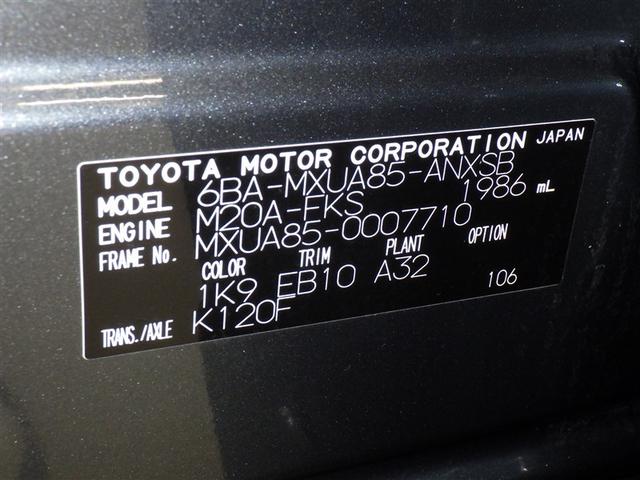 TOYOTA MOTOR CORPORATION JAPAN
MODEL 6BA-MXUA85-ANXSB
ENGINE M20A-FKS 1986 mL
FRAME No. MXUA85-0007710
COLOR TRIM PLANT OPTION
1K9 EB10 A32 106
TRANS./AXLE K120F